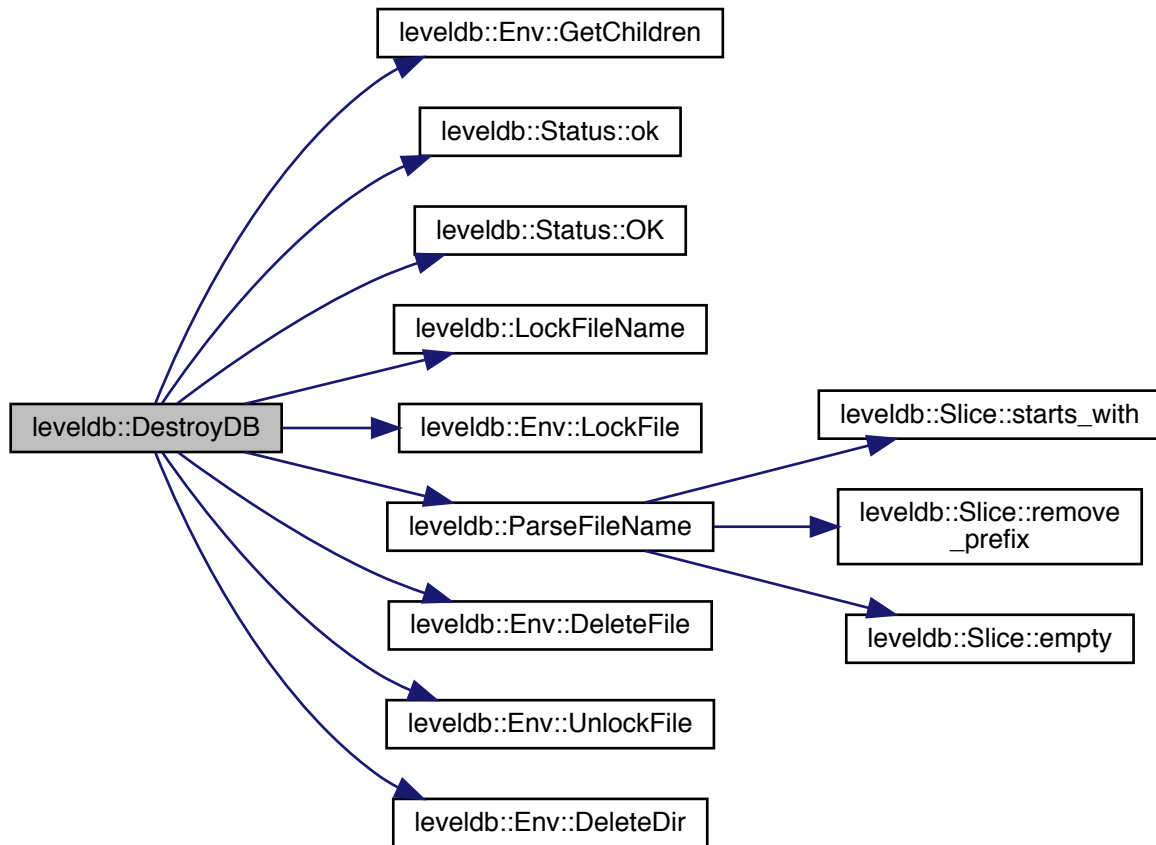 leveldb::Env::GetChildren
leveldb::Status::ok
leveldb::Status::OK
leveldb::LockFileName
leveldb::DestroyDB
leveldb::Env::LockFile
leveldb::ParseFileName
leveldb::Env::DeleteFile
leveldb::Env::UnlockFile
leveldb::Env::DeleteDir
leveldb::Slice::starts_with
leveldb::Slice::remove
_prefix
leveldb::Slice::empty